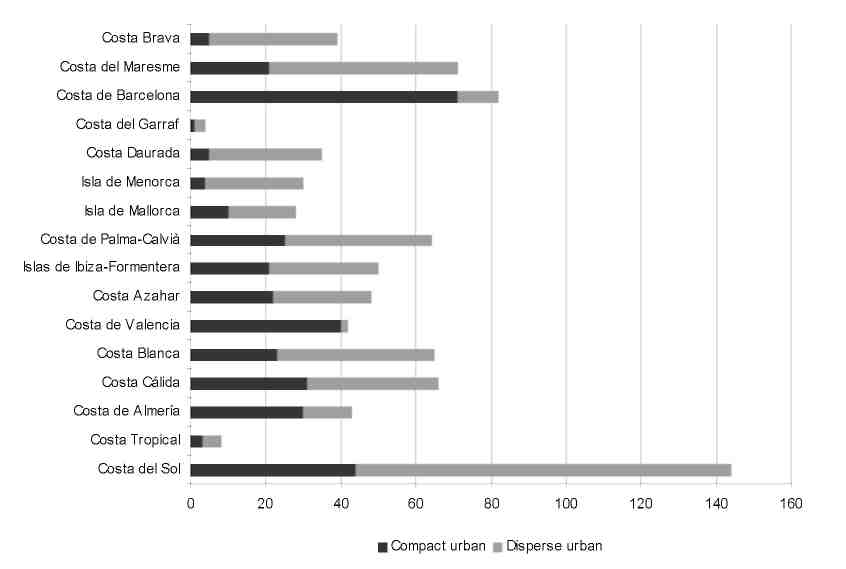 Costa Brava
Costa del Maresme
Costa de Barcelona
Costa del Garraf
Costa Daurada
Isla de Menorca
Isla de Mallorca
Costa de Palma-Calvià
Islas de Ibiza-Formentera
Costa Azahar
Costa de Valencia
Costa Blanca
Costa Cálida
Costa de Almería
Costa Tropical
Costa del Sol
0 20 40 60 80 100 120 140 160
Compact urban Disperse urban